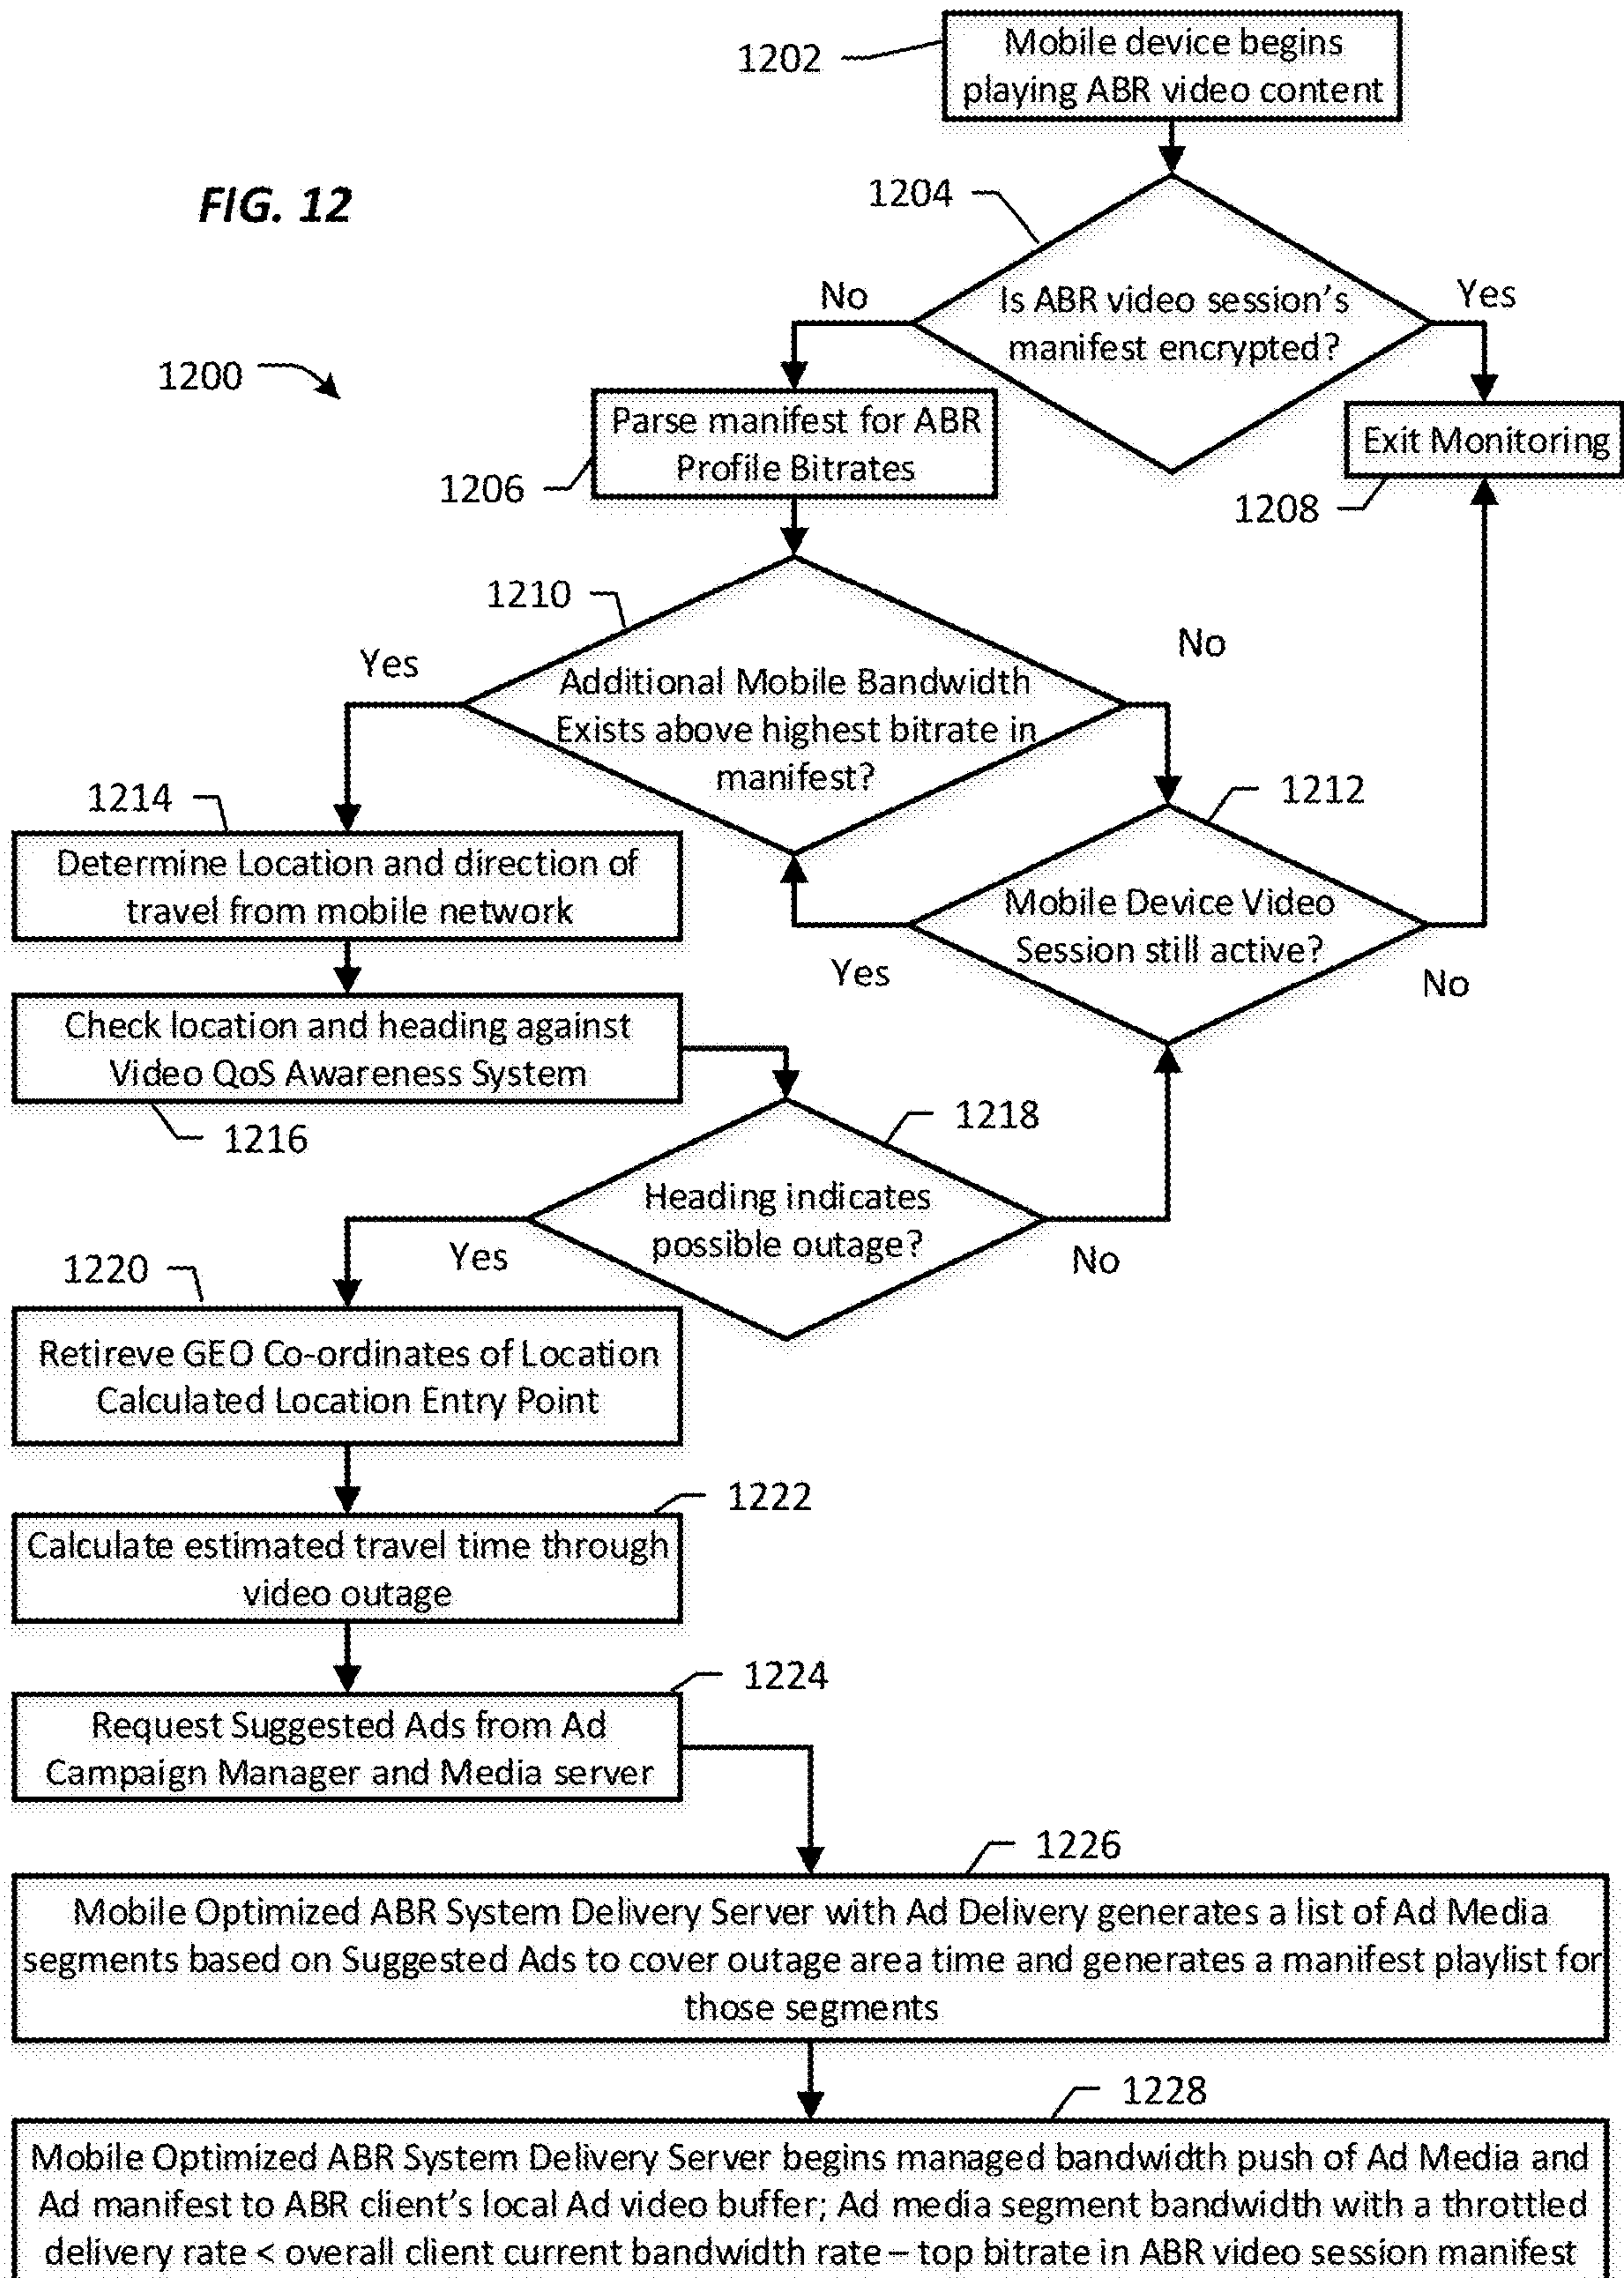 1202
Mobile device begins
playing ABR video content
FIG. 12
1204
Is ABR video session's
manifest encrypted?
No
Yes
1200
Parse manifest for ABR
Profile Bitrates
1206
Exit Monitoring
1208
1210
Additional Mobile Bandwidth
Exists above highest bitrate in
manifest?
Yes
No
1212
Mobile Device Video
Session still active?
Yes
No
1214
Determine Location and direction of
travel from mobile network
Check location and heading against
Video QoS Awareness System
1216
1218
Heading indicates
possible outage?
Yes
No
1220
Retireve GEO Co-ordinates of Location
Calculated Location Entry Point
1222
Calculate estimated travel time through
video outage
1224
Request Suggested Ads from Ad
Campaign Manager and Media server
1226
Mobile Optimized ABR System Delivery Server with Ad Delivery generates a list of Ad Media
segments based on Suggested Ads to cover outage area time and generates a manifest playlist for
those segments
1228
Mobile Optimized ABR System Delivery Server begins managed bandwidth push of Ad Media and
Ad manifest to ABR client's local Ad video buffer; Ad media segment bandwidth with a throttled
delivery rate < overall client current bandwidth rate – top bitrate in ABR video session manifest